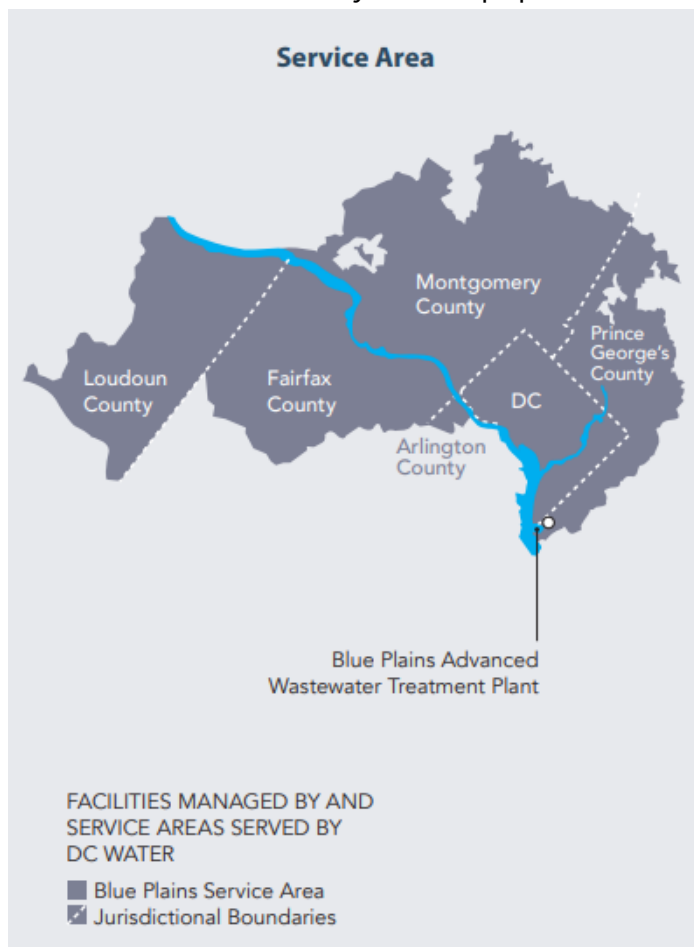 Service Area
Montgomery
County
Prince
George's
County
Loudoun
County
Fairfax
County
DC
Arlington
County
Blue Plains Advanced
Wastewater Treatment Plant
FACILITIES MANAGED BY AND
SERVICE AREAS SERVED BY
DC WATER
Blue Plains Service Area
Jurisdictional Boundaries